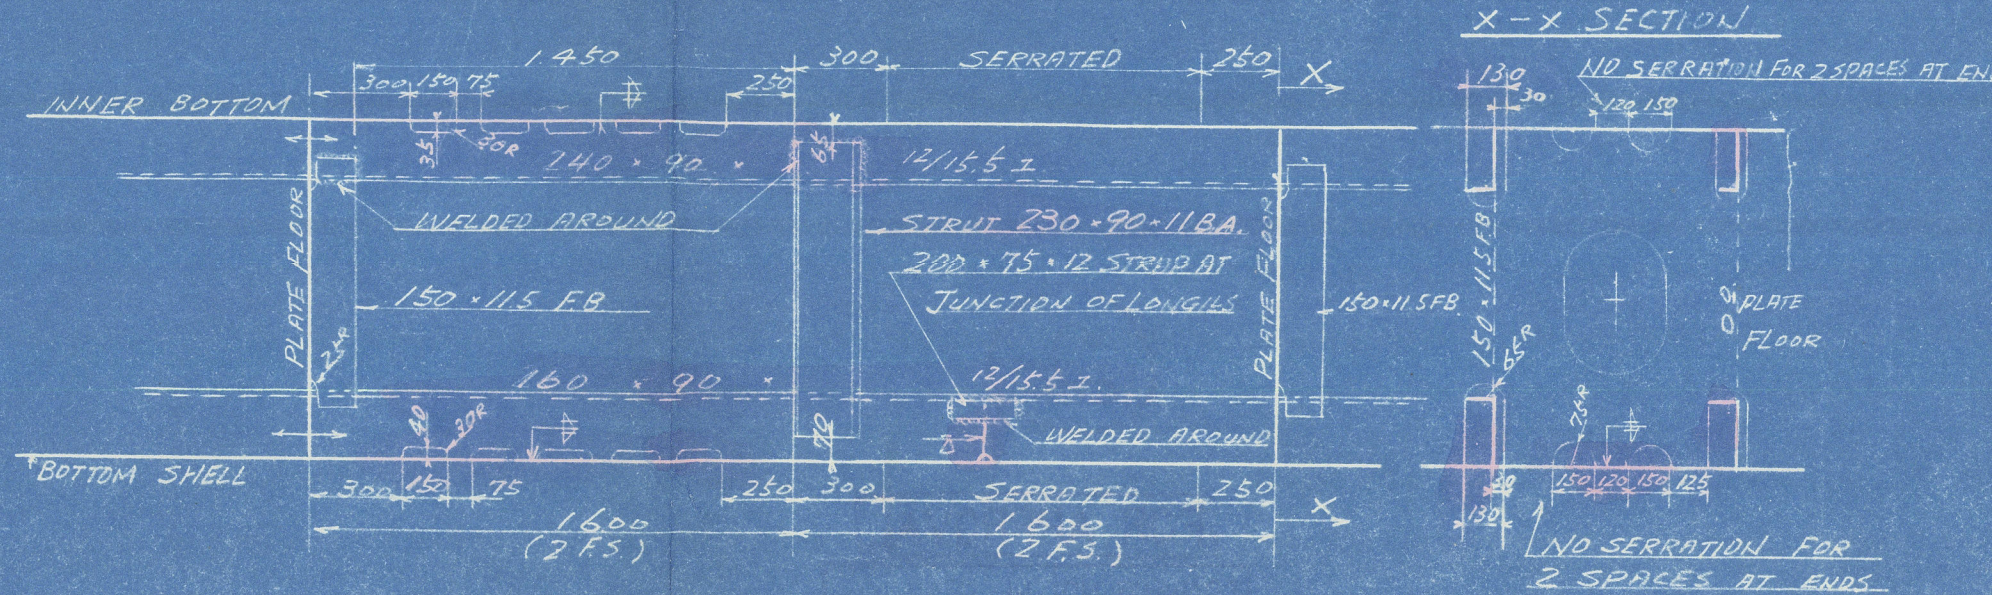 X-X SECTION
1.450
300
SERRATED
250
X
NO SERRATION FOR 2 SPACES AT EN
300 150 75
250
130
30
120 150
INNER BOTTOM
35
30R
65
240 × 90 ×
12/15.5 I.
WELDED AROUND
STRUT 230 × 90 × 11 B.A.
200 × 75 × 12 STRAP AT
JUNCTION OF LONGILS
PLATE FLOOR
150 × 11.5 F.B
PLATE FLOOR
150 × 11.5 FB.
150 × 11.5 FB
PLATE
FLOOR
25R
65R
160 × 90 ×
12/15.5 I.
40
30R
70
WELDED AROUND
25R
BOTTOM SHELL
300 150 75
250 300
SERRATED
250
X
30
150 120 150 125
130
1600
(2 F.S.)
1600
(2 F.S.)
NO SERRATION FOR
2 SPACES AT ENDS